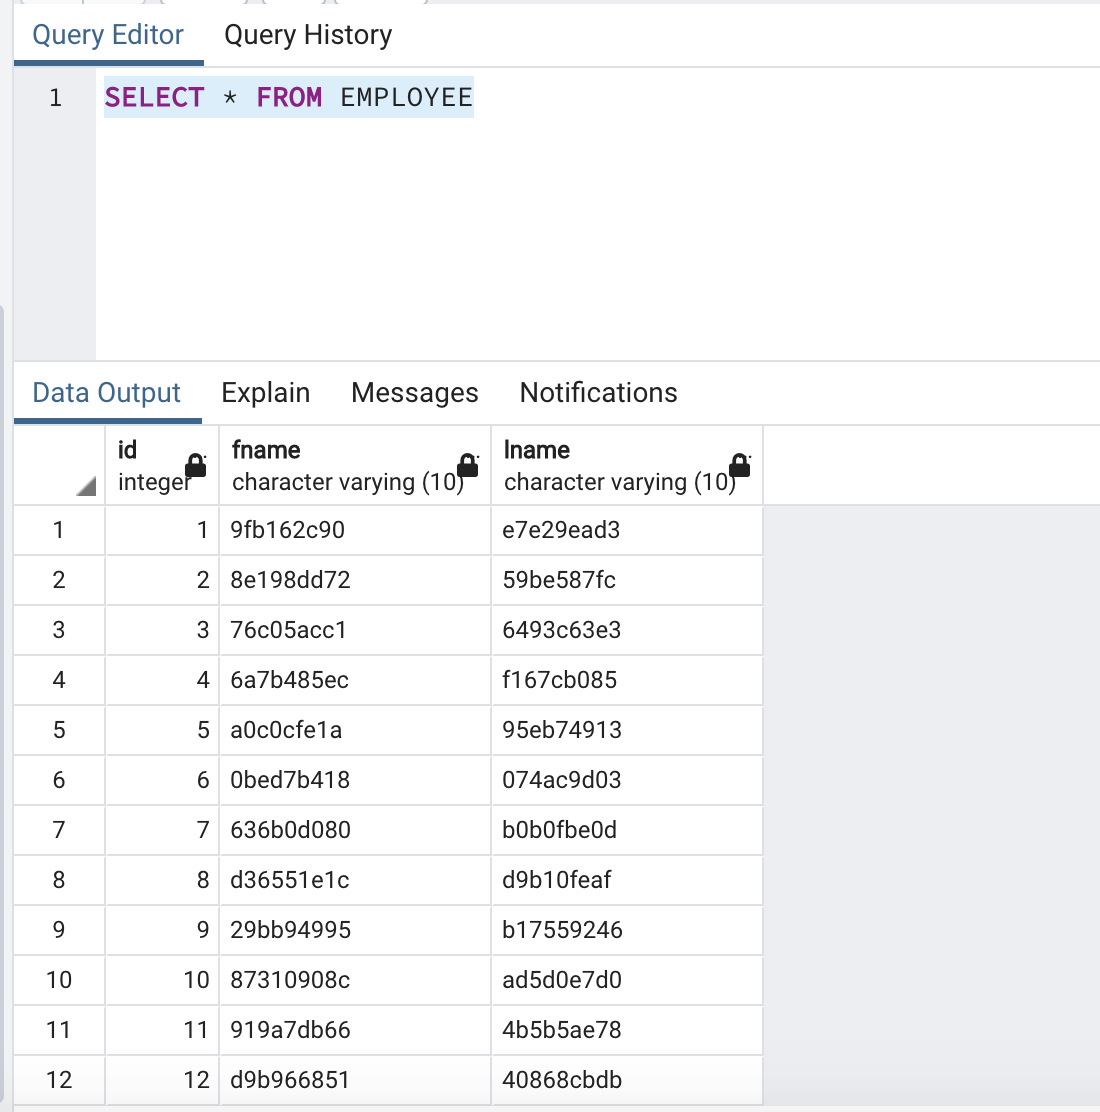 Query Editor Query History
1 SELECT * FROM EMPLOYEE
Data Output Explain Messages Notifications
id fname lname
integer character varying (10) character varying (10)
1 1 9fb162c90 e7e29ead3
2 2 8e198dd72 59be587fc
3 3 76c05acc1 6493c63e3
4 4 6a7b485ec f167cb085
5 5 a0c0cfe1a 95eb74913
6 6 0bed7b418 074ac9d03
7 7 636b0d080 b0b0fbe0d
8 8 d36551e1c d9b10feaf
9 9 29bb94995 b17559246
10 10 87310908c ad5d0e7d0
11 11 919a7db66 4b5b5ae78
12 12 d9b966851 40868cbdb